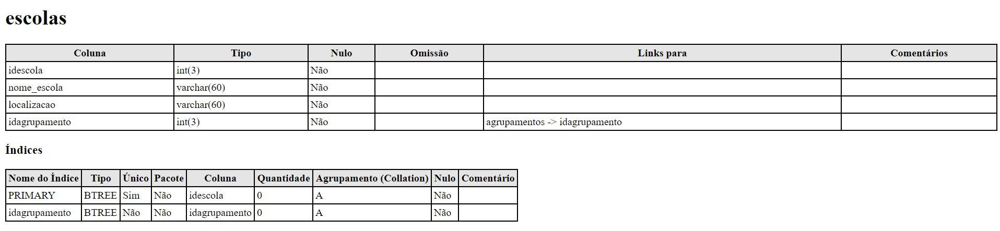 escolas
Coluna Tipo Nulo Omissão Links para Comentários
idescola int(3) Não
nome_escola varchar(60) Não
localizacao varchar(60) Não
idagrupamento int(3) Não agrupamentos -> idagrupamento
Índices
Nome do Índice Tipo Único Pacote Coluna Quantidade Agrupamento (Collation) Nulo Comentário
PRIMARY BTREE Sim Não idescola 0 A Não
idagrupamento BTREE Não Não idagrupamento 0 A Não